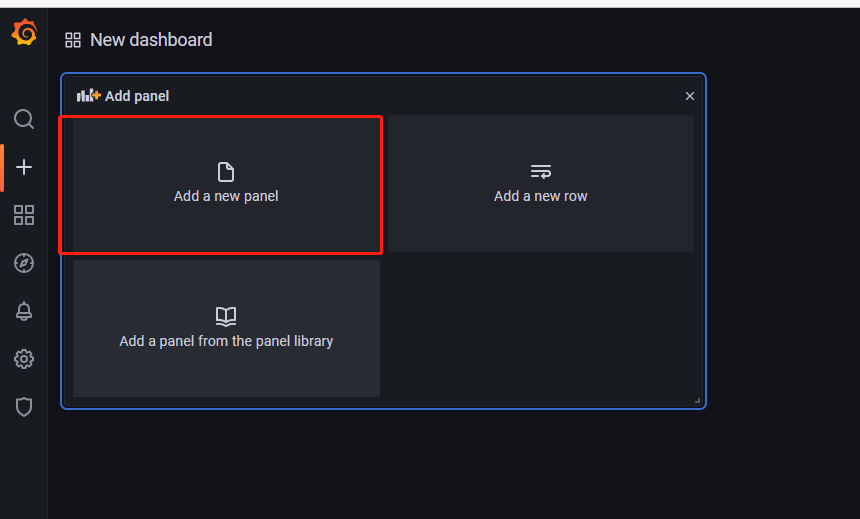 New dashboard
Add panel
Add a new panel
Add a new row
Add a panel from the panel library